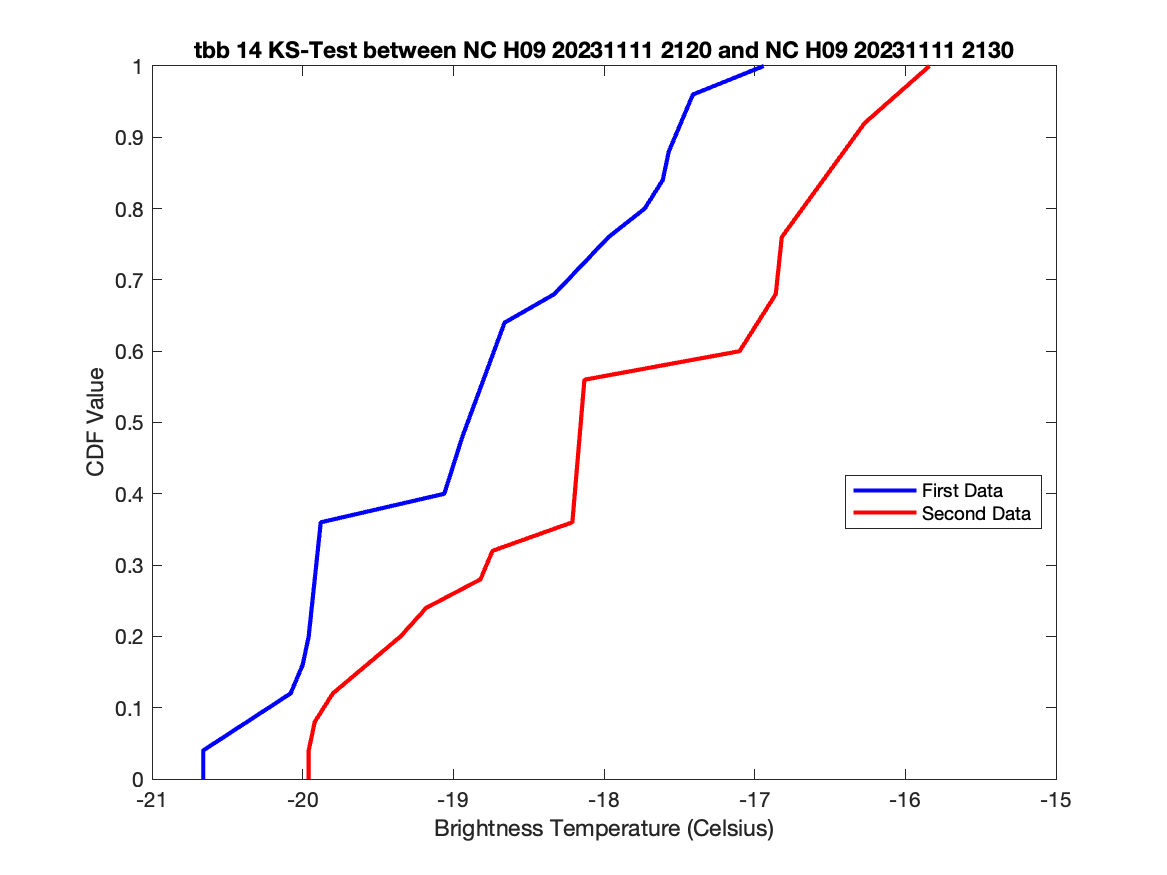 tbb 14 KS-Test between NC H09 20231111 2120 and NC H09 20231111 2130
1
0.9
0.8
0.7
0.6
0.5
0.4
0.3
0.2
0.1
0
CDF Value
First Data
Second Data
-21 -20 -19 -18 -17 -16 -15
Brightness Temperature (Celsius)